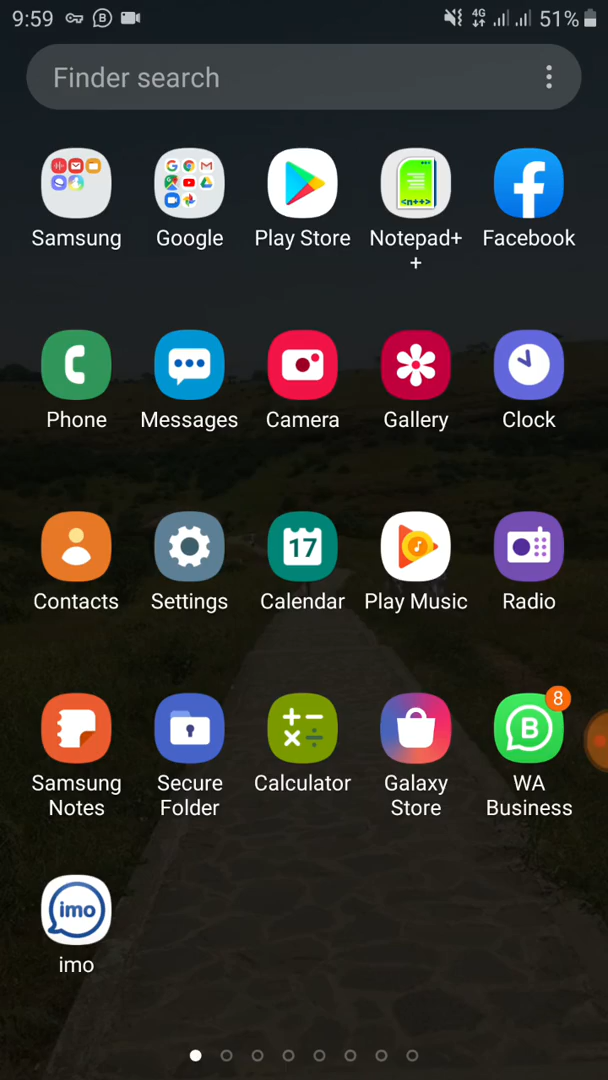 9:59 4G 51%
Finder search
Samsung Google Play Store Notepad+ Facebook
+
Phone Messages Camera Gallery Clock
17
Contacts Settings Calendar Play Music Radio
8
B
Samsung Secure Calculator Galaxy WA
Notes Folder Store Business
imo
imo